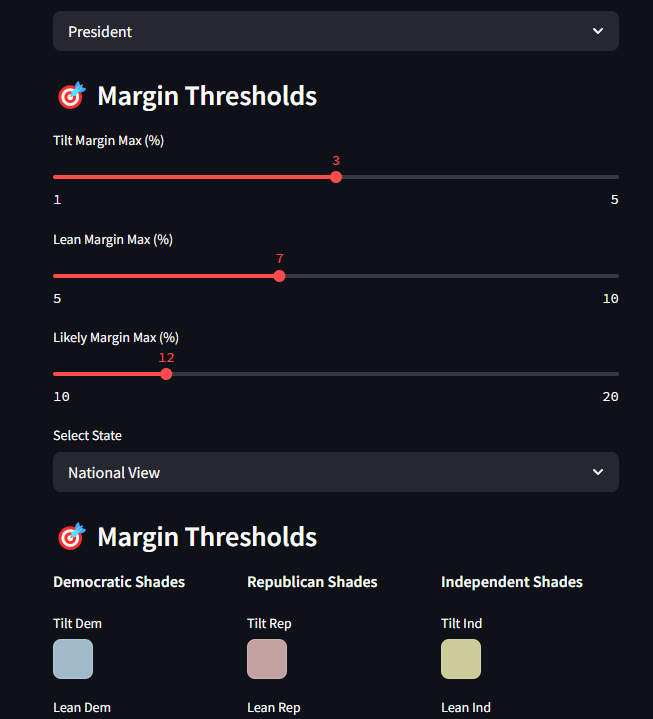 President
Margin Thresholds
Tilt Margin Max (%)
3
1 5
Lean Margin Max (%)
7
5 10
Likely Margin Max (%)
12
10 20
Select State
National View
Margin Thresholds
Democratic Shades Republican Shades Independent Shades
Tilt Dem Tilt Rep Tilt Ind
Lean Dem Lean Rep Lean Ind